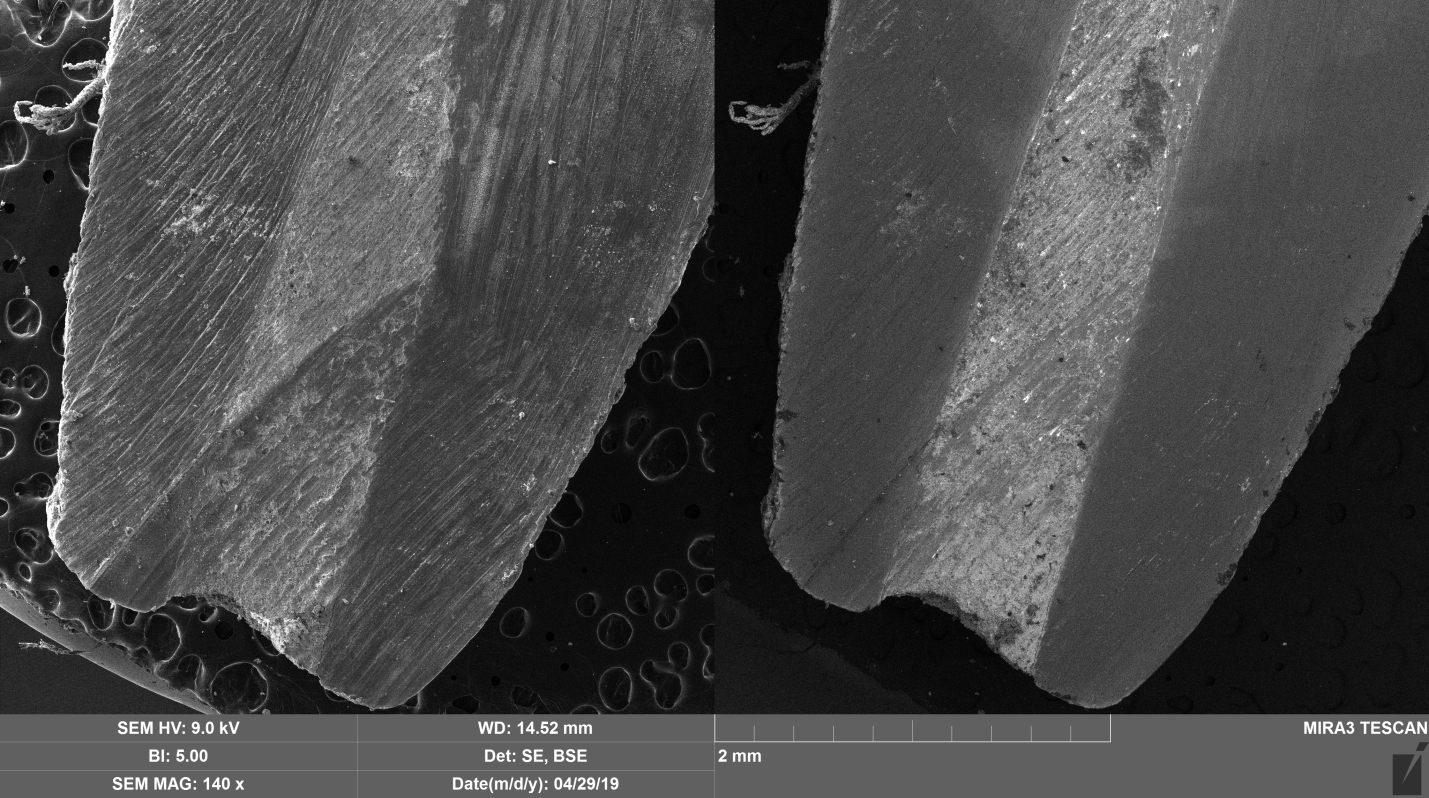 SEM HV: 9.0 kV
WD: 14.52 mm
MIRA3 TESCAN
BI: 5.00
Det: SE, BSE
2 mm
SEM MAG: 140 x
Date(m/d/y): 04/29/19